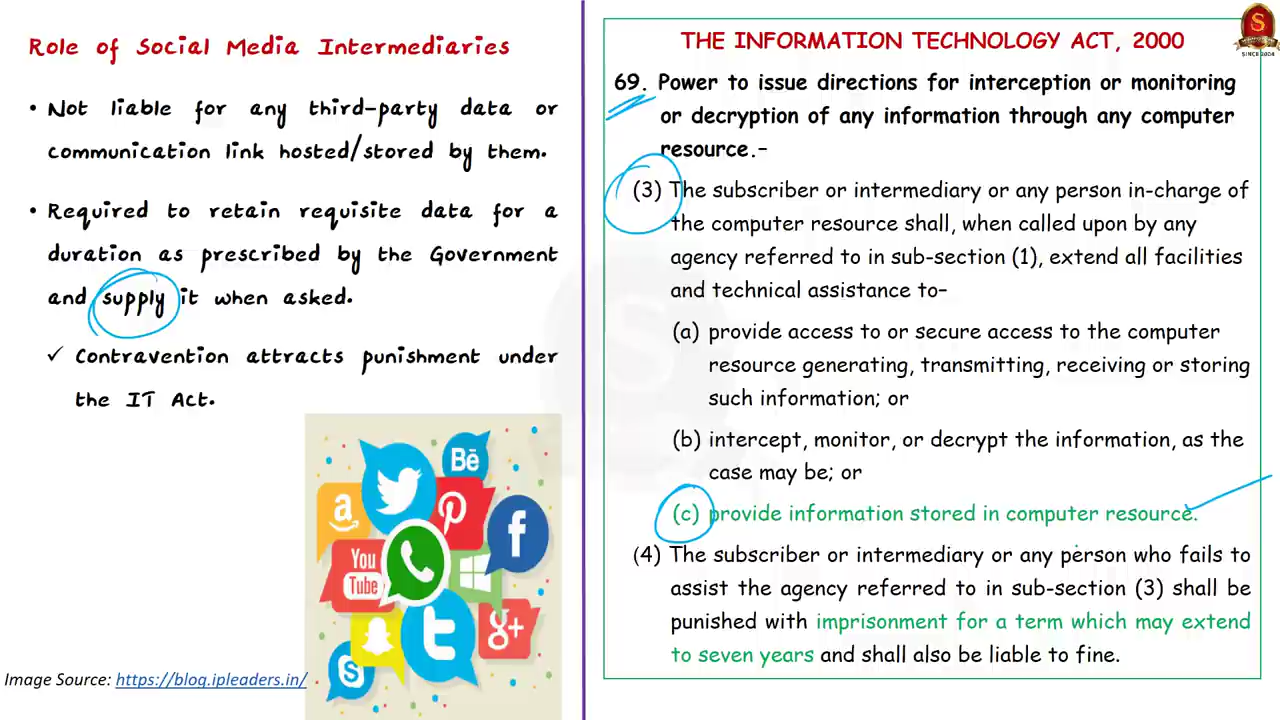 Role of Social Media Intermediaries
• Not liable for any third-party data or
communication link hosted/stored by them.
• Required to retain requisite data for a
duration as prescribed by the Government
and supply it when asked.
✓ Contravention attracts punishment under
the IT Act.
Bē
a
You
Tube
f
t
g+
S
Image Source: https://blog.ipleaders.in/
THE INFORMATION TECHNOLOGY ACT, 2000
69. Power to issue directions for interception or monitoring
or decryption of any information through any computer
resource.–
(3) The subscriber or intermediary or any person in-charge of
the computer resource shall, when called upon by any
agency referred to in sub-section (1), extend all facilities
and technical assistance to–
(a) provide access to or secure access to the computer
resource generating, transmitting, receiving or storing
such information; or
(b) intercept, monitor, or decrypt the information, as the
case may be; or
(c) provide information stored in computer resource.
(4) The subscriber or intermediary or any person who fails to
assist the agency referred to in sub-section (3) shall be
punished with imprisonment for a term which may extend
to seven years and shall also be liable to fine.
S
SINCE 2004